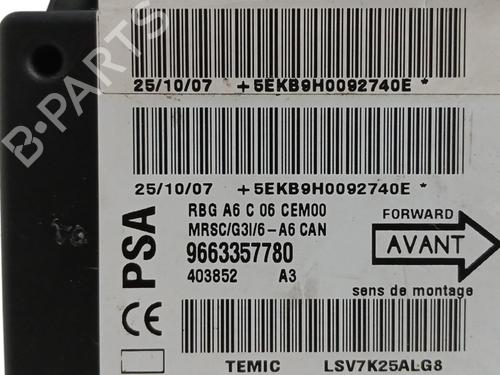 25/10/07 +5EKB9H0092740E *
25/10/07 +5EKB9H0092740E *
RBG A6 C 06 CEM00
MRSC/G3I/6-A6 CAN
9663357780
403852 A3
PSA
CE
FORWARD
AVANT
sens de montage
TEMIC LSV7K25ALG8
B-PARTS